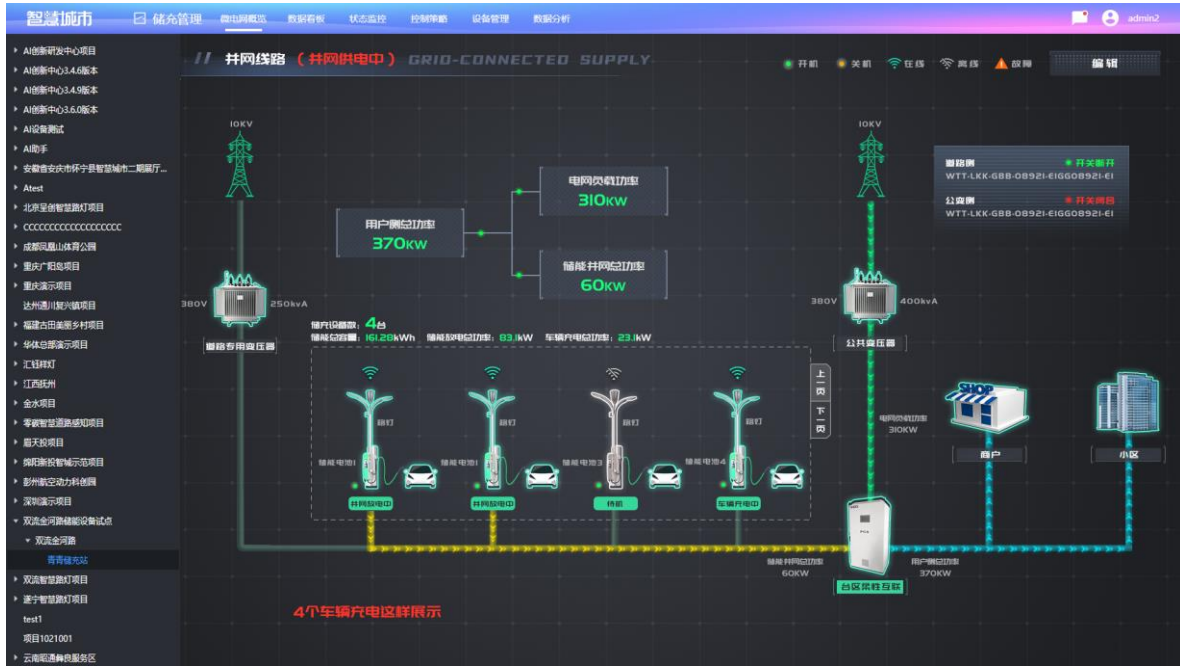 智慧城市
储充管理
微电网概览
数据看板
状态监控
控制策略
设备管理
数据分析
admin2
AI创新研发中心项目
AI创新中心3.4.6版本
AI创新中心3.4.9版本
AI创新中心3.6.0版本
AI设备测试
AI助手
安徽省安庆市怀宁县智慧城市二期展厅...
Atest
北京呈创智慧路灯项目
CCCCCCCCCCCCCCCCCCC
成都凤凰山体育公园
重庆广阳岛项目
重庆演示项目
达州通川复兴镇项目
福建古田美丽乡村项目
华体总部演示项目
汇钰祥灯
江西抚州
金水项目
零碳智慧道路感知项目
眉天投项目
绵阳新投智城示范项目
彭州航空动力科创园
深圳演示项目
双流金河路储能设备试点
双流金河路
青青储充站
双流智慧路灯项目
遂宁智慧路灯项目
test1
项目1021001
云南昭通彝良服务区
// 并网线路 （并网供电中） GRID-CONNECTED SUPPLY
开机
关机
在线
离线
故障
编辑
10KV
10KV
道路侧
开关断开
WTT-LKK-GBB-08921-EIGG08921-EI
公变侧
开关闭合
WTT-LKK-GBB-08921-EIGG08921-EI
电网负载功率
310KW
用户侧总功率
370KW
储能并网总功率
60KW
380V
250kvA
道路专用变压器
380V
400kvA
公共变压器
储充设备数：4台
储能总容量：161.28kWh 储能放电总功率：83.1kW 车辆充电总功率：23.1kW
上一页
下一页
路灯
路灯
路灯
路灯
储能电池1
储能电池1
储能电池3
储能电池4
并网放电中
并网放电中
待机
车辆充电中
电网负载功率
310KW
SHOP
商户
小区
储能并网总功率
60KW
用户侧总功率
370KW
台区柔性互联
4个车辆充电这样展示